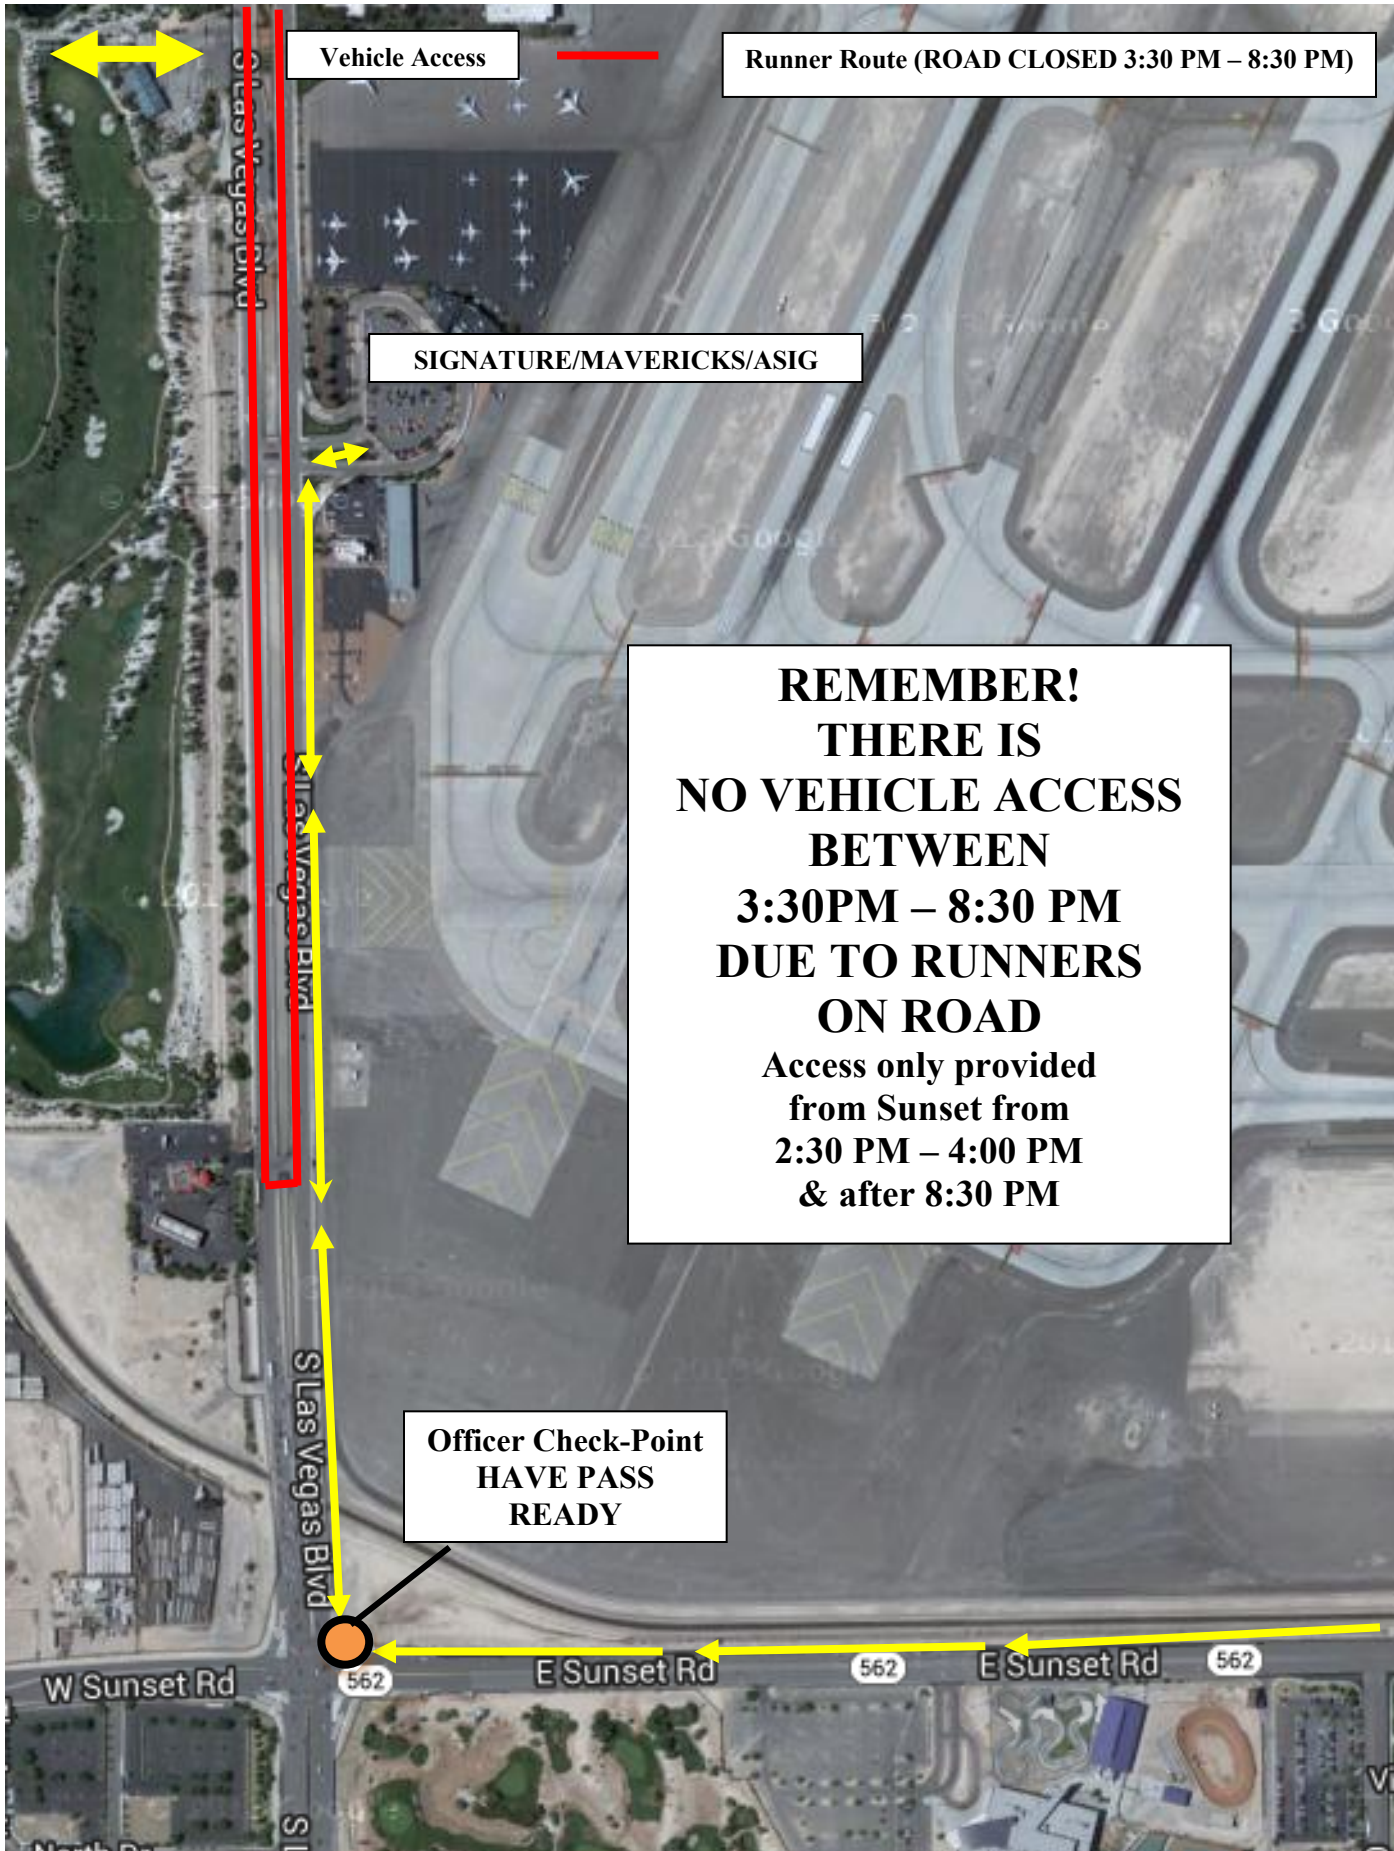 Vehicle Access
Runner Route (ROAD CLOSED 3:30 PM – 8:30 PM)
S Las Vegas Blvd
SIGNATURE/MAVERICKS/ASIG
REMEMBER!
THERE IS
NO VEHICLE ACCESS
BETWEEN
3:30PM – 8:30 PM
DUE TO RUNNERS
ON ROAD
Access only provided
from Sunset from
2:30 PM – 4:00 PM
& after 8:30 PM
S Las Vegas Blvd
S Las Vegas Blvd
Officer Check-Point
HAVE PASS
READY
W Sunset Rd
562
E Sunset Rd
562
E Sunset Rd
562